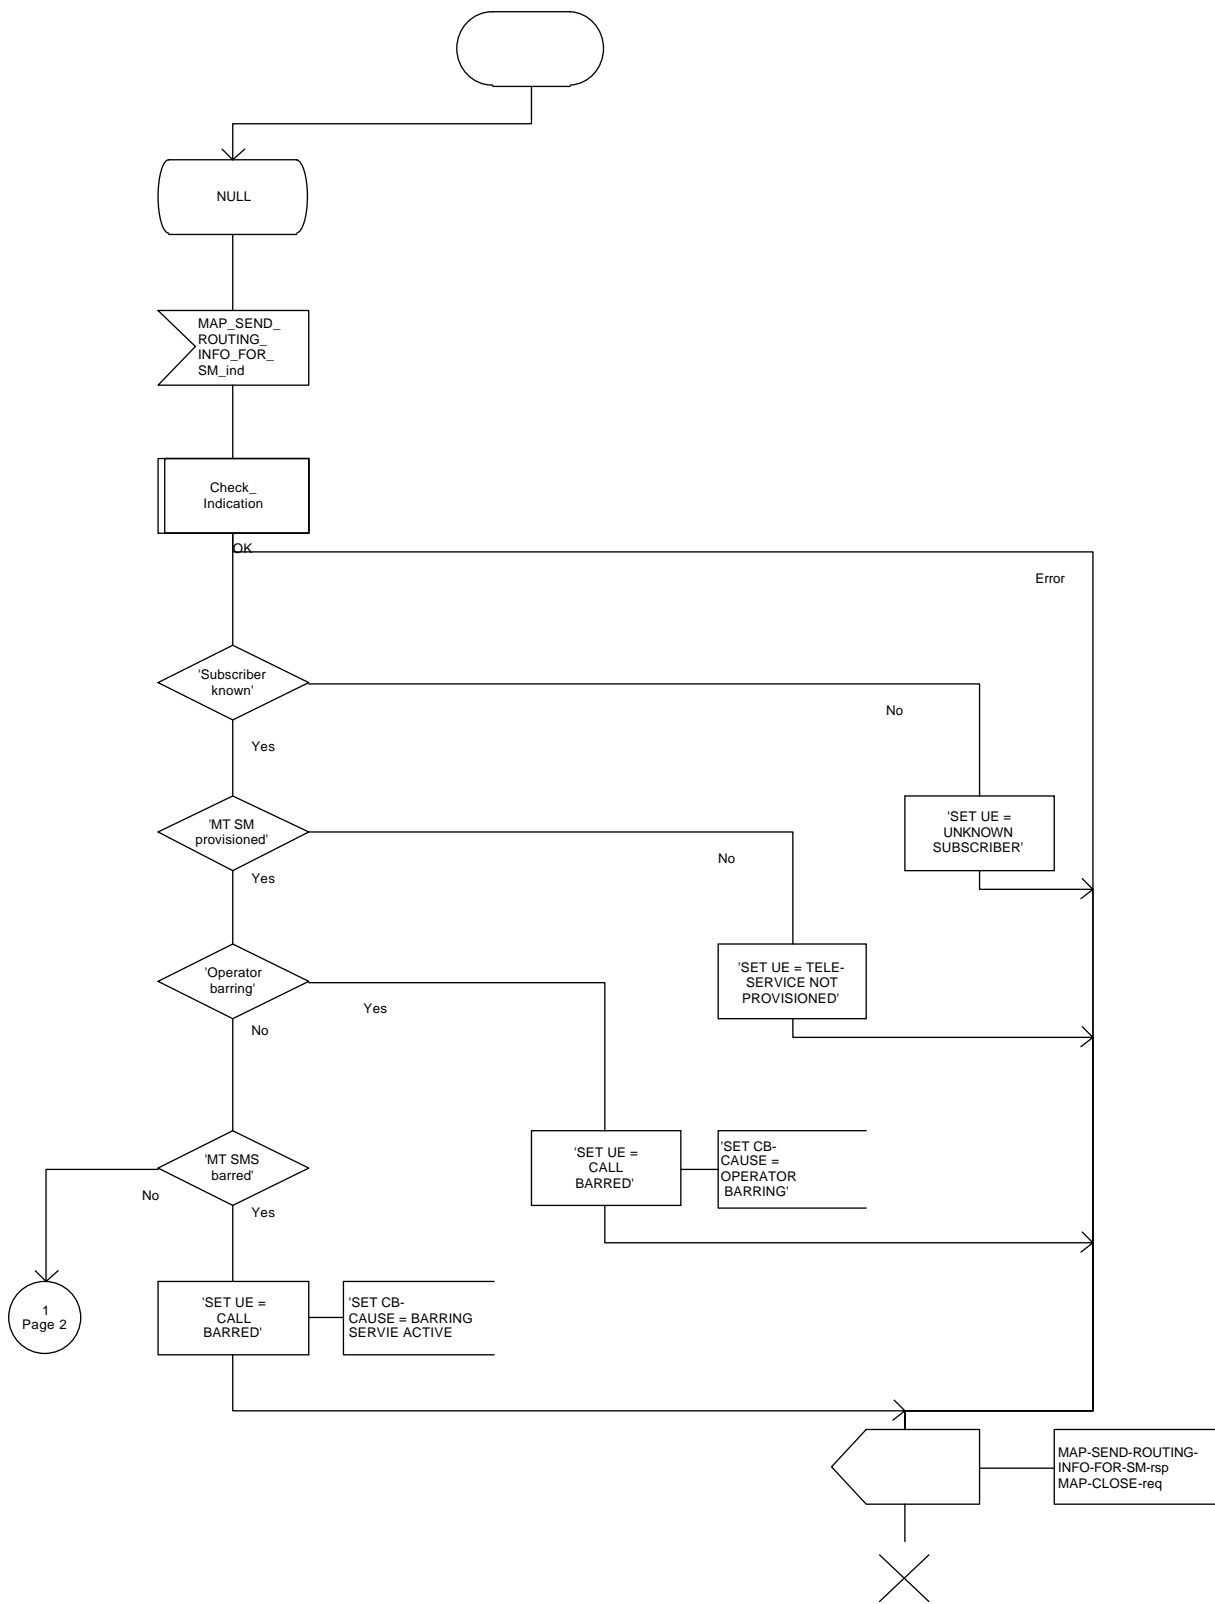 NULL
MAP_SEND_
ROUTING_
INFO_FOR_
SM_ind
Check_
Indication
OK
Error
'Subscriber
known'
No
Yes
'MT SM
provisioned'
No
Yes
'SET UE =
UNKNOWN
SUBSCRIBER'
'Operator
barring'
Yes
No
'SET UE = TELE-
SERVICE NOT
PROVISIONED'
'MT SMS
barred'
No
Yes
'SET UE =
CALL
BARRED'
'SET CB-
CAUSE =
OPERATOR
BARRING'
1
Page 2
'SET UE =
CALL
BARRED'
'SET CB-
CAUSE = BARRING
SERVIE ACTIVE
MAP-SEND-ROUTING-
INFO-FOR-SM-rsp
MAP-CLOSE-req